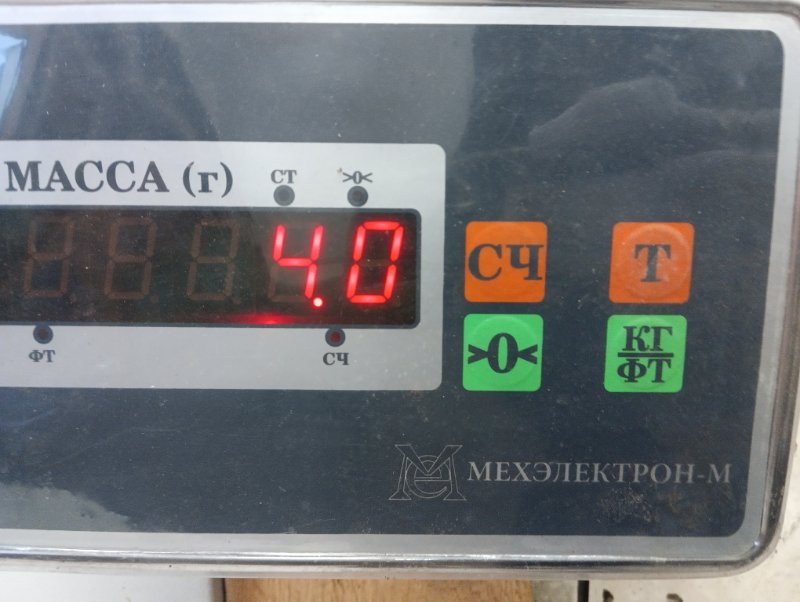 МАССА (г)
СТ
>0<
4.0
ФТ
СЧ
СЧ
Т
>0<
КГ
ФТ
МЕХЭЛЕКТРОН-М